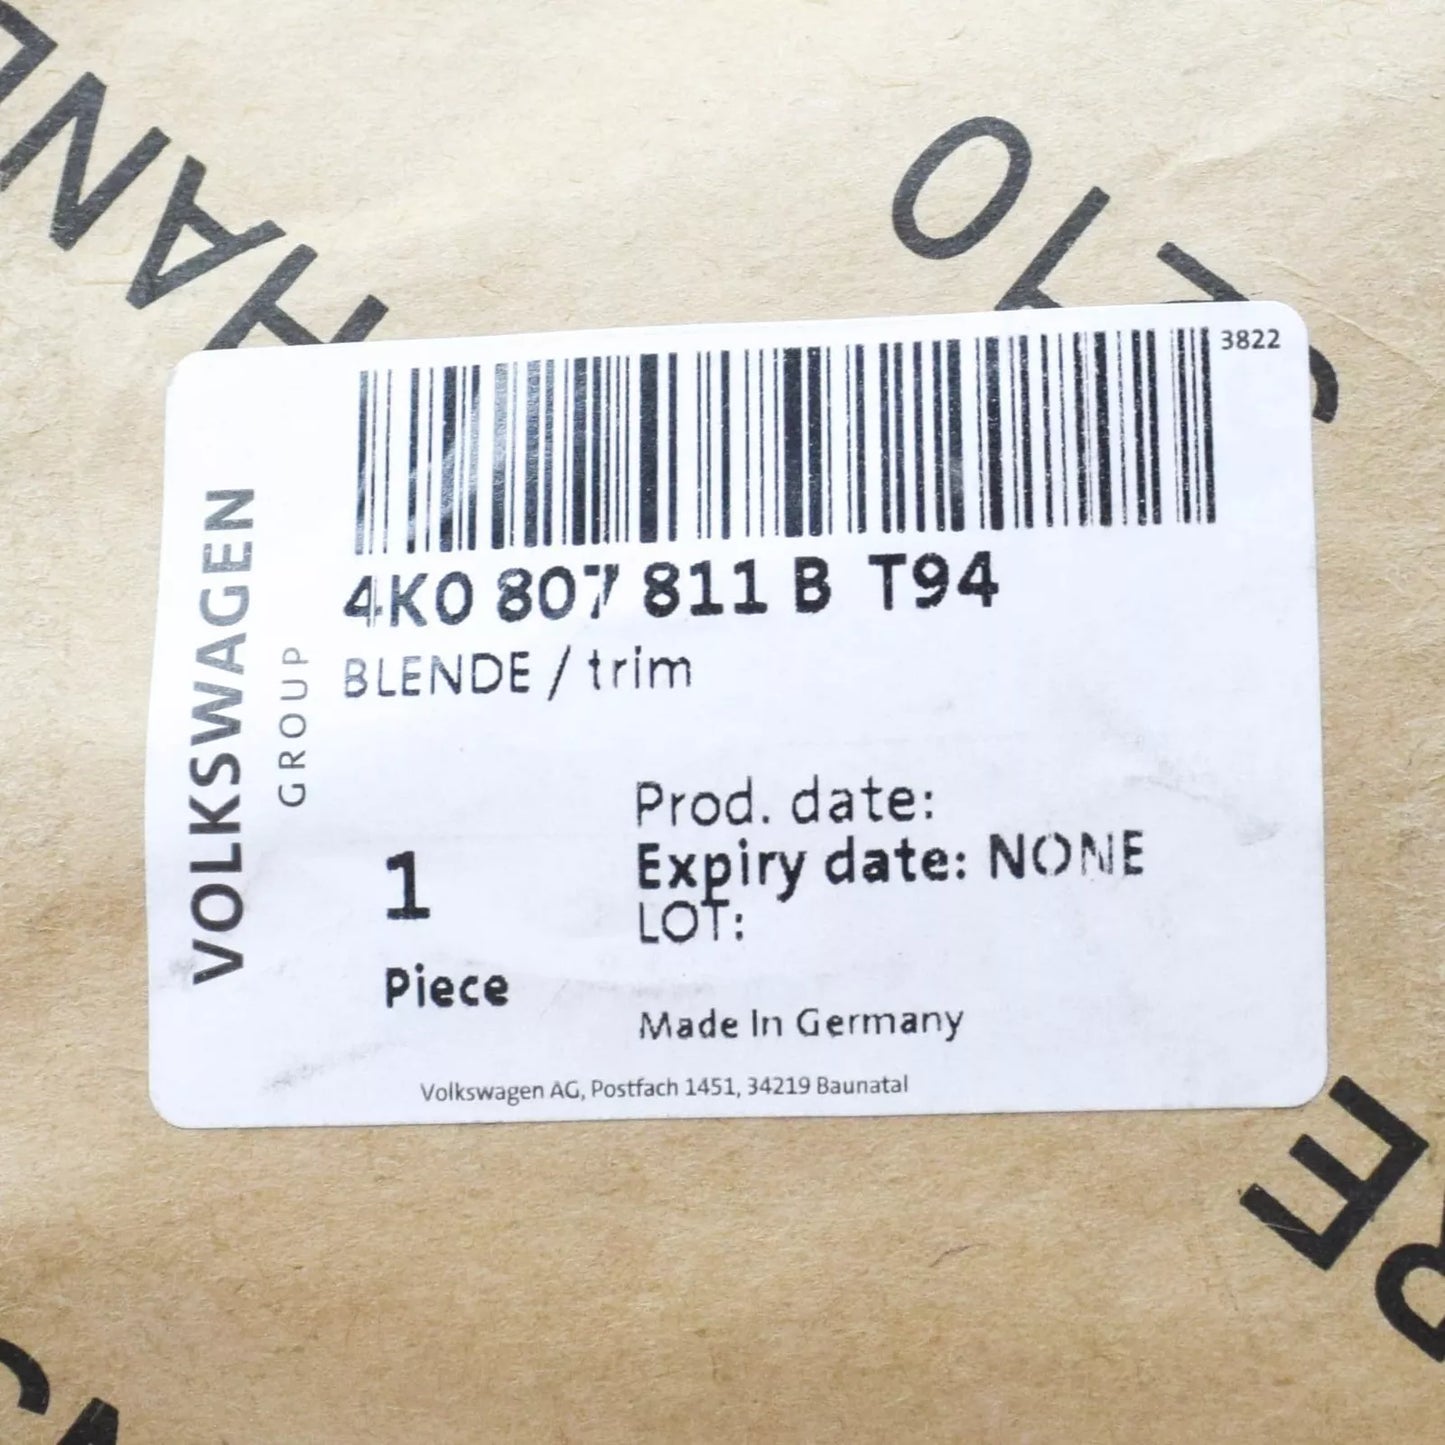 3822
4K0 807 811 B T94
BLENDE / trim
VOLKSWAGEN
GROUP
Prod. date:
Expiry date: NONE
LOT:
1
Piece
Made In Germany
Volkswagen AG, Postfach 1451, 34219 Baunatal